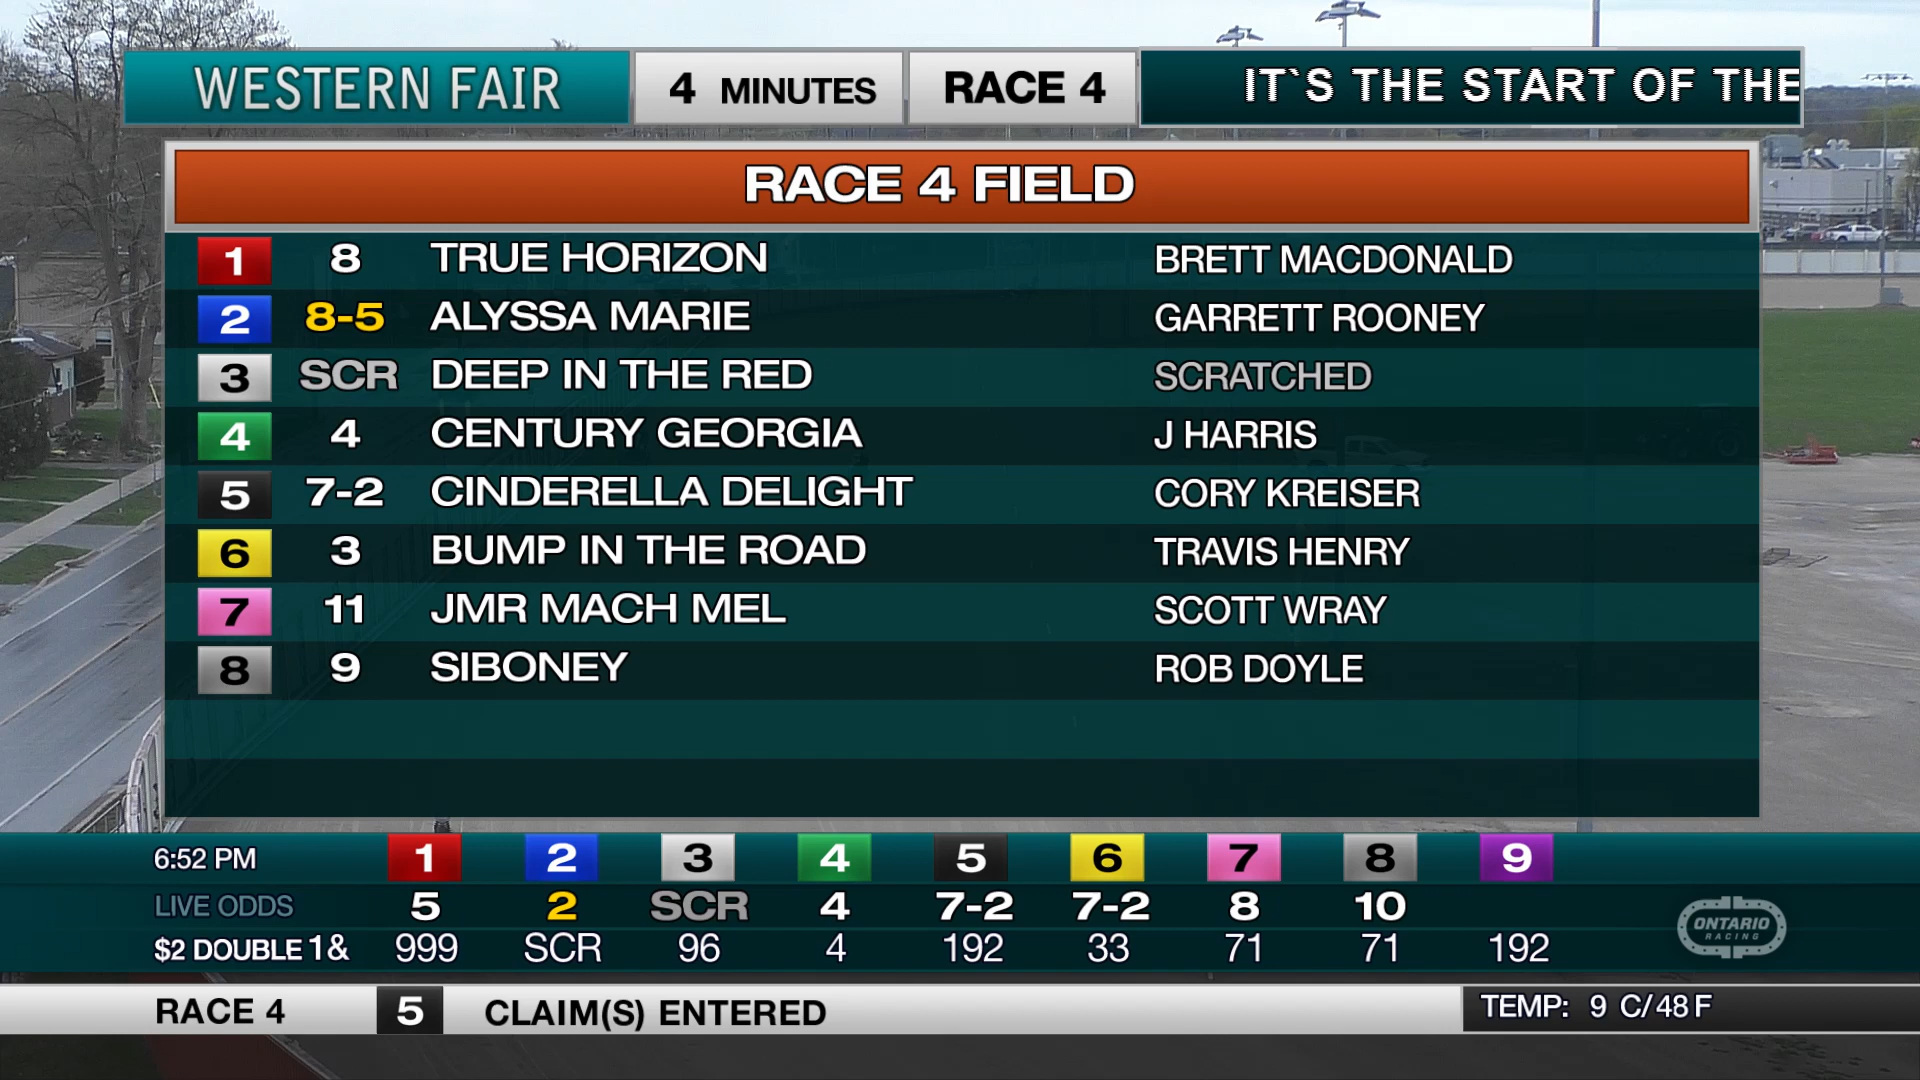 WESTERN FAIR 4 MINUTES RACE 4 IT`S THE START OF THE
RACE 4 FIELD
1 8 TRUE HORIZON BRETT MACDONALD
2 8-5 ALYSSA MARIE GARRETT ROONEY
3 SCR DEEP IN THE RED SCRATCHED
4 4 CENTURY GEORGIA J HARRIS
5 7-2 CINDERELLA DELIGHT CORY KREISER
6 3 BUMP IN THE ROAD TRAVIS HENRY
7 11 JMR MACH MEL SCOTT WRAY
8 9 SIBONEY ROB DOYLE
6:52 PM 1 2 3 4 5 6 7 8 9
LIVE ODDS 5 2 SCR 4 7-2 7-2 8 10
$2 DOUBLE 1& 999 SCR 96 4 192 33 71 71 192
ONTARIO
RACING
RACE 4 5 CLAIM(S) ENTERED TEMP: 9 C/48 F